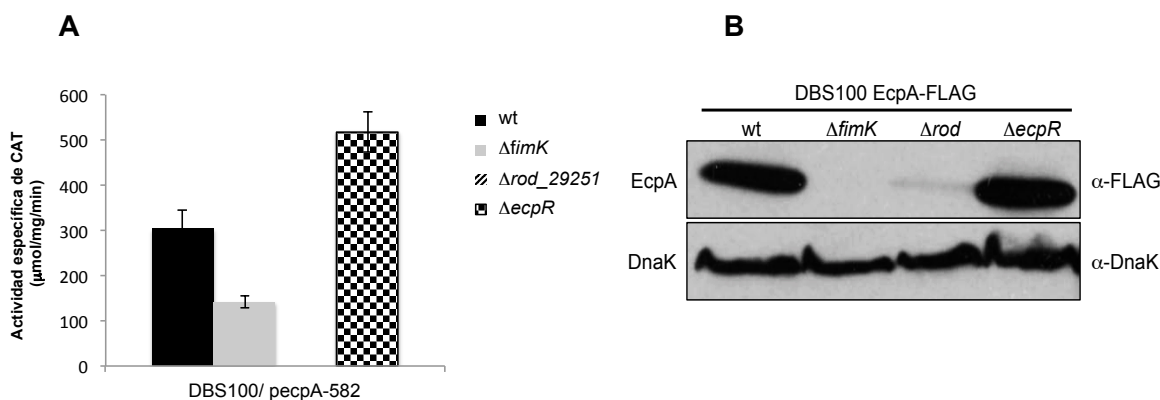 A
Actividad específica de CAT
(μmol/mg/min)
600
500
400
300
200
100
0
DBS100/ pecpA-582
wt
ΔfimK
Δrod_29251
ΔecpR
B
DBS100 EcpA-FLAG
wt ΔfimK Δrod ΔecpR
EcpA α-FLAG
DnaK α-DnaK